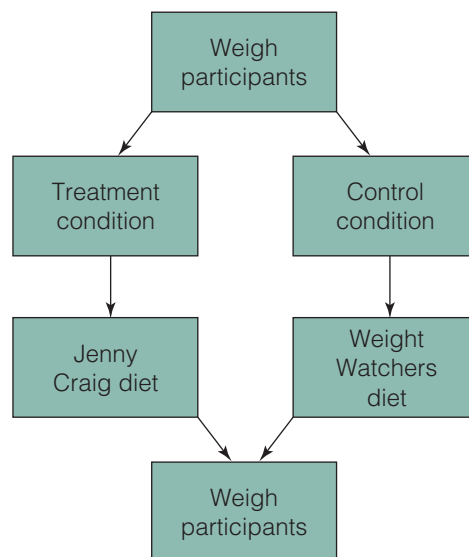 Weigh
participants
Treatment
condition
Control
condition
Jenny
Craig diet
Weight
Watchers
diet
Weigh
participants